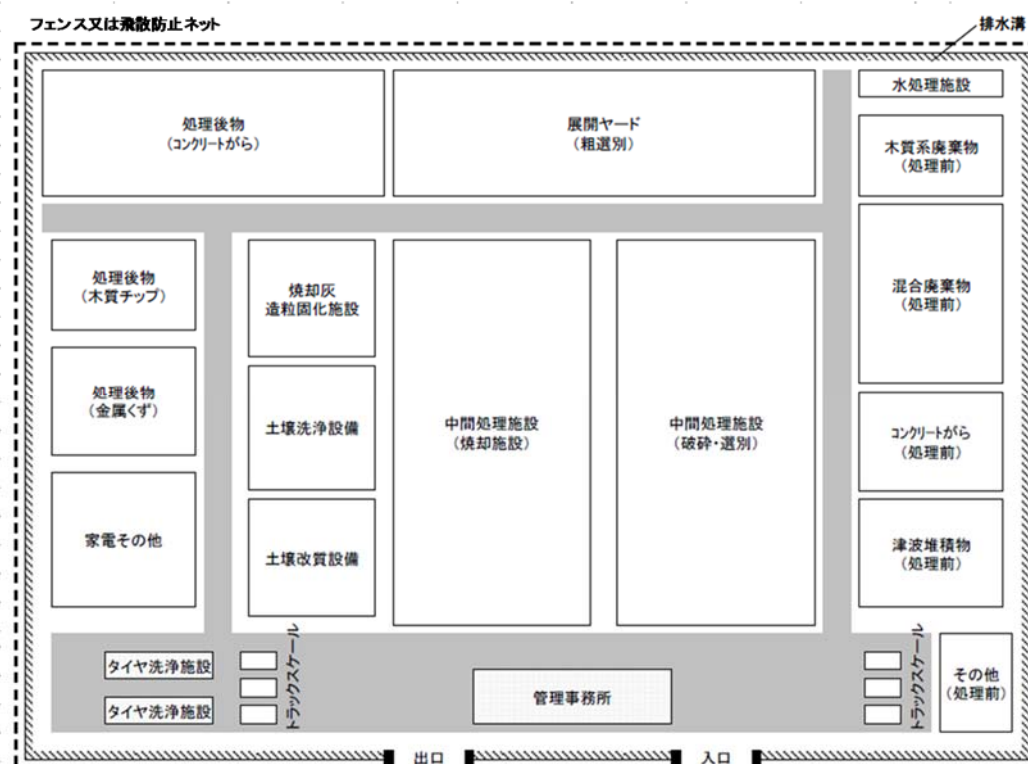 フェンス又は飛散防止ネット
排水溝
処理後物
(コンクリートがら)
展開ヤード
(粗選別)
水処理施設
木質系廃棄物
(処理前)
混合廃棄物
(処理前)
処理後物
(木質チップ)
焼却灰
造粒固化施設
処理後物
(金属くず)
土壌洗浄設備
中間処理施設
(焼却施設)
中間処理施設
(破砕・選別)
コンクリートがら
(処理前)
家電その他
土壌改質設備
津波堆積物
(処理前)
タイヤ洗浄施設
タイヤ洗浄施設
トラックスケール
管理事務所
トラックスケール
その他
(処理前)
出口
入口